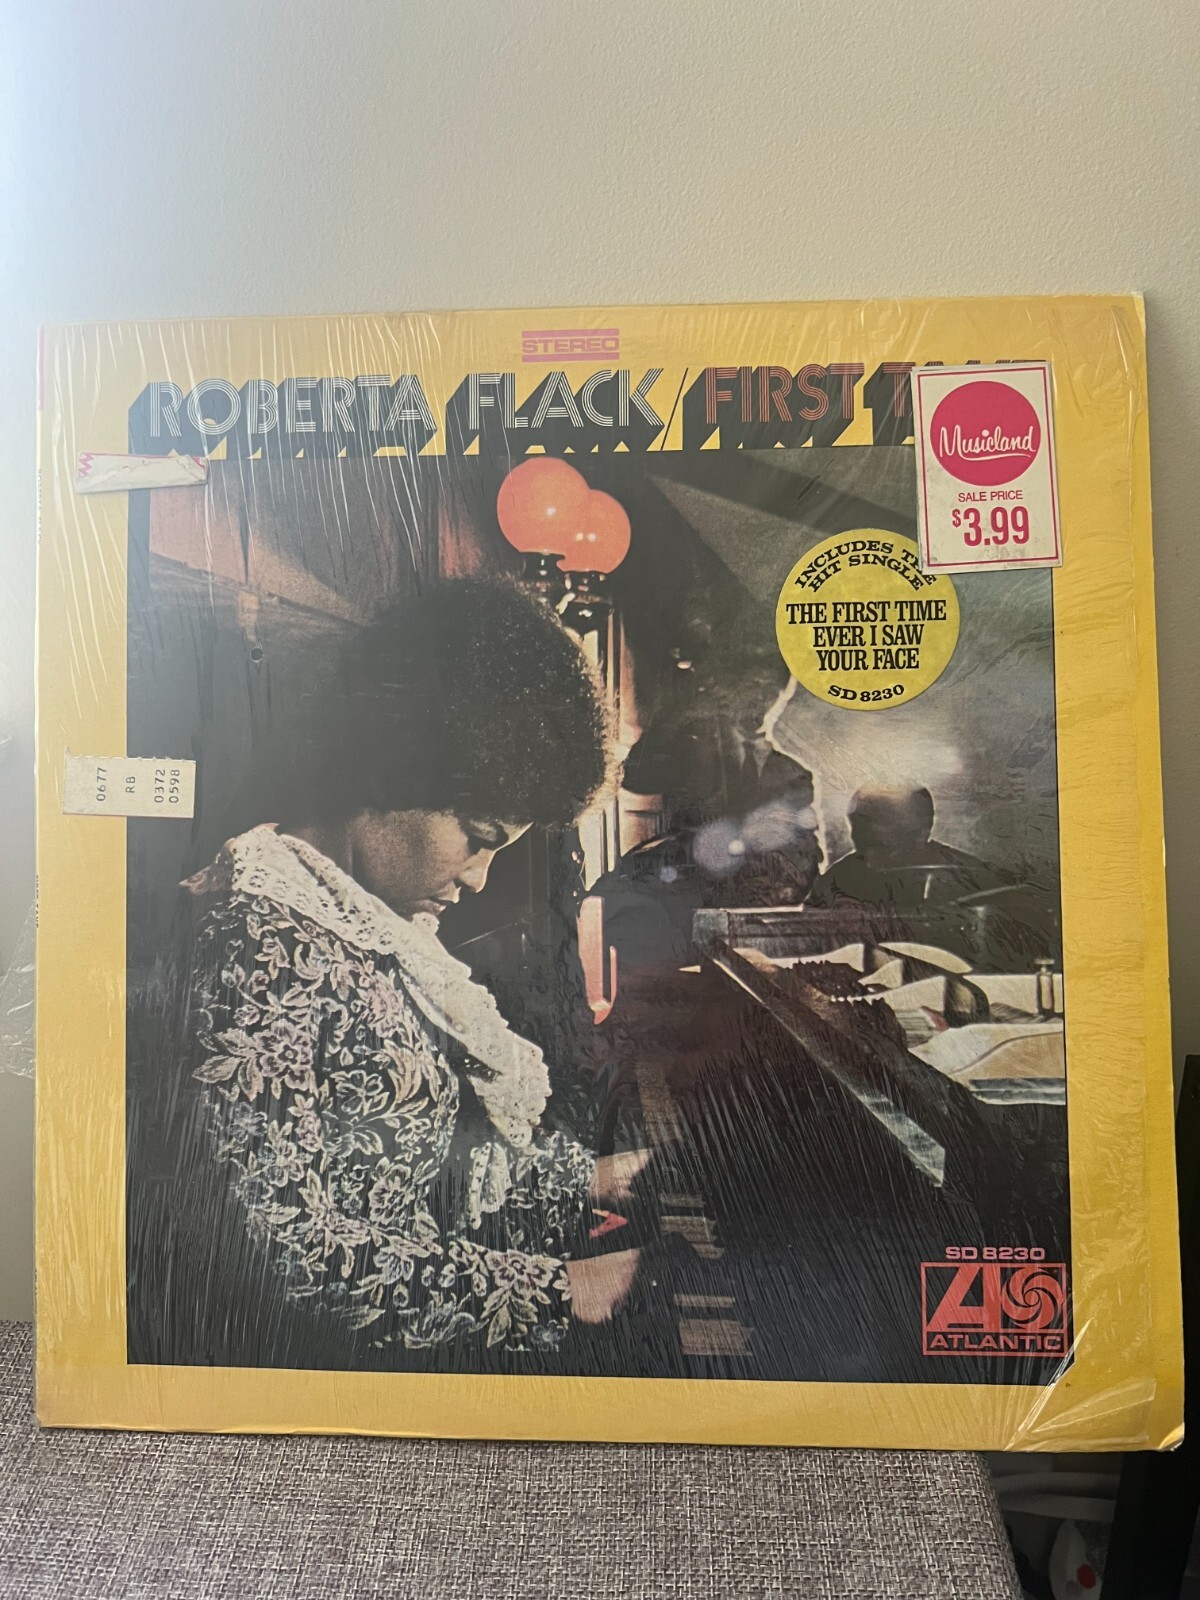 STEREO
ROBERTA FLACK/FIRST
Musicland
SALE PRICE
$3.99
INCLUDES THE
HIT SINGLE
THE FIRST TIME
EVER I SAW
YOUR FACE
SD 8230
0677
RB
0372
0598
SD 8230
ATLANTIC